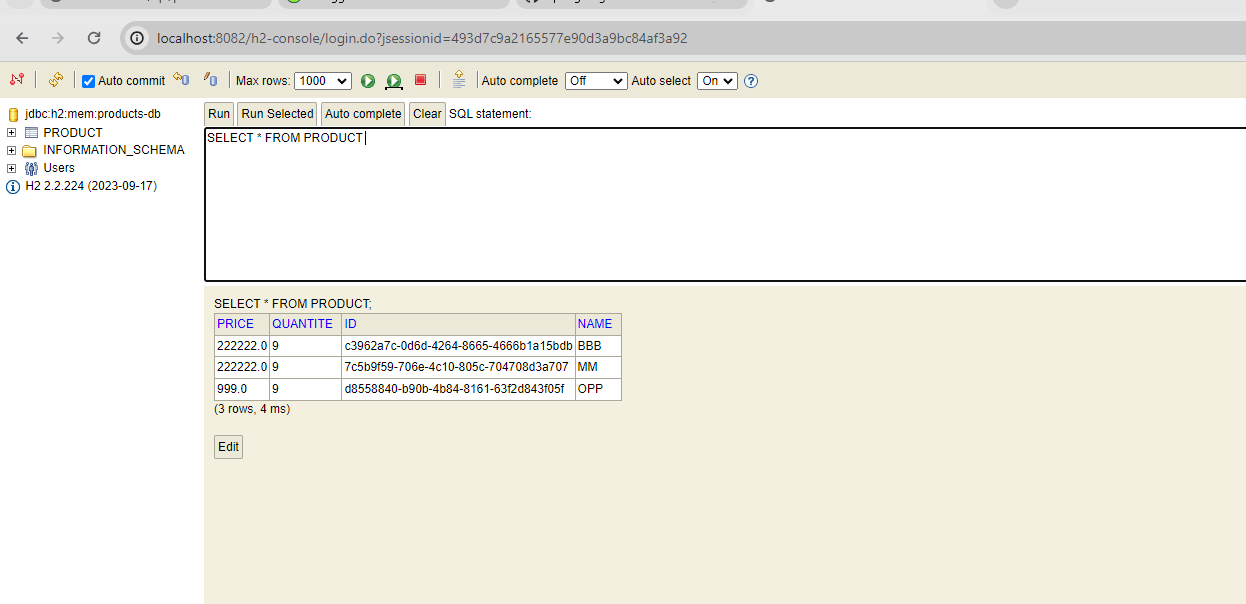 localhost:8082/h2-console/login.do?jsessionid=493d7c9a2165577e90d3a9bc84af3a92
Auto commit Max rows: 1000 Auto complete Off Auto select On ?
jdbc:h2:mem:products-db
PRODUCT
INFORMATION_SCHEMA
Users
H2 2.2.224 (2023-09-17)
Run Run Selected Auto complete Clear SQL statement:
SELECT * FROM PRODUCT
SELECT * FROM PRODUCT;
PRICE QUANTITE ID NAME
222222.0 9 c3962a7c-0d6d-4264-8665-4666b1a15bdb BBB
222222.0 9 7c5b9f59-706e-4c10-805c-704708d3a707 MM
999.0 9 d8558840-b90b-4b84-8161-63f2d843f05f OPP
(3 rows, 4 ms)
Edit